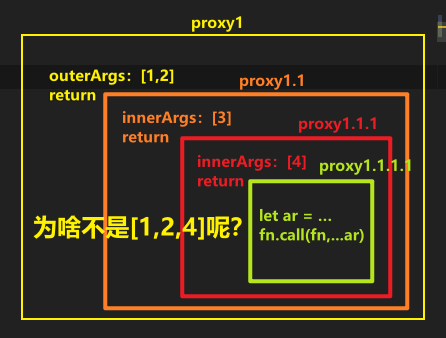 proxy1
outerArgs：[1,2]
return
proxy1.1
innerArgs：[3]
return
proxy1.1.1
innerArgs：[4]
return
proxy1.1.1.1
let ar = ...
fn.call(fn,...ar)
为啥不是[1,2,4]呢?